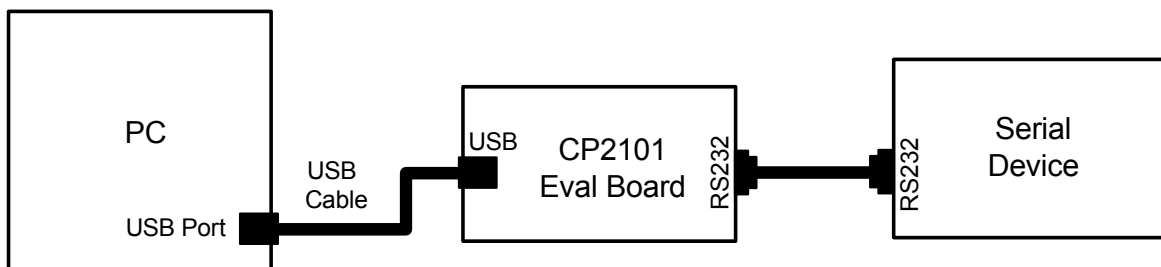 PC
USB Port
USB
Cable
USB
CP2101
Eval Board
RS232
RS232
Serial
Device